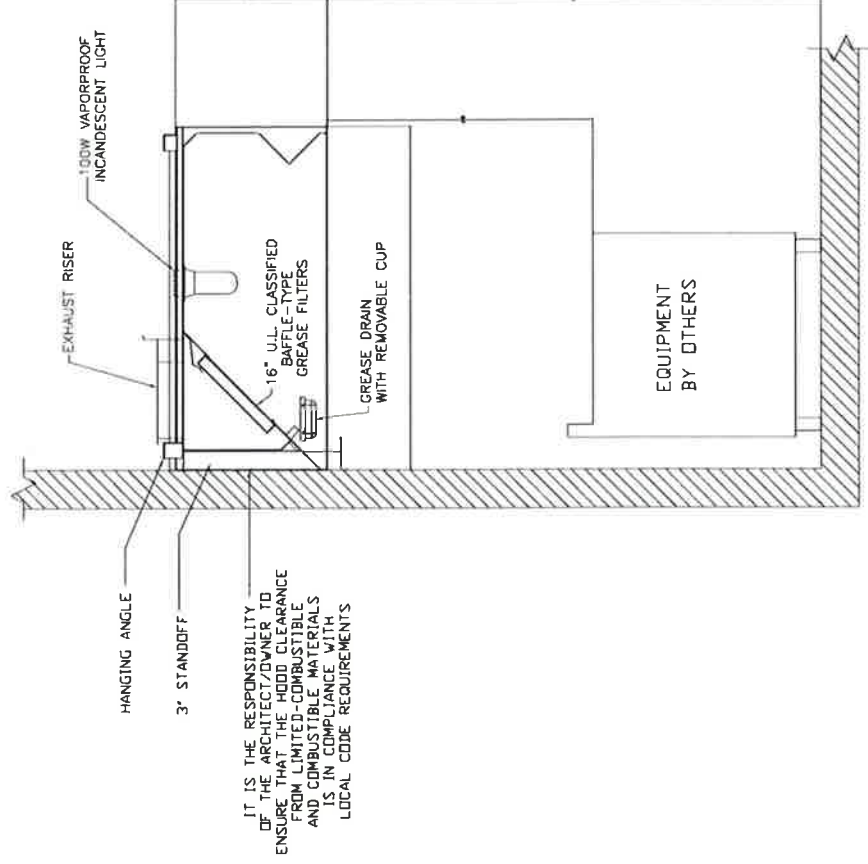 100W VAPORPROOF
INCANDESCENT LIGHT
EXHAUST RISER
HANGING ANGLE
3" STANDOFF
16" U.L. CLASSIFIED
BAFFLE-TYPE
GREASE FILTERS
GREASE DRAIN
WITH REMOVABLE CUP
IT IS THE RESPONSIBILITY
OF THE ARCHITECT/OWNER TO
ENSURE THAT THE HOOD CLEARANCE
FROM LIMITED-COMBUSTIBLE
AND COMBUSTIBLE MATERIALS
IS IN COMPLIANCE WITH
LOCAL CODE REQUIREMENTS
EQUIPMENT
BY OTHERS